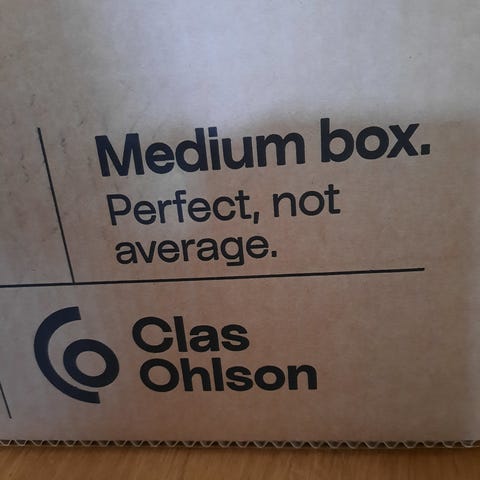 Medium box.
Perfect, not
average.
Clas
Ohlson